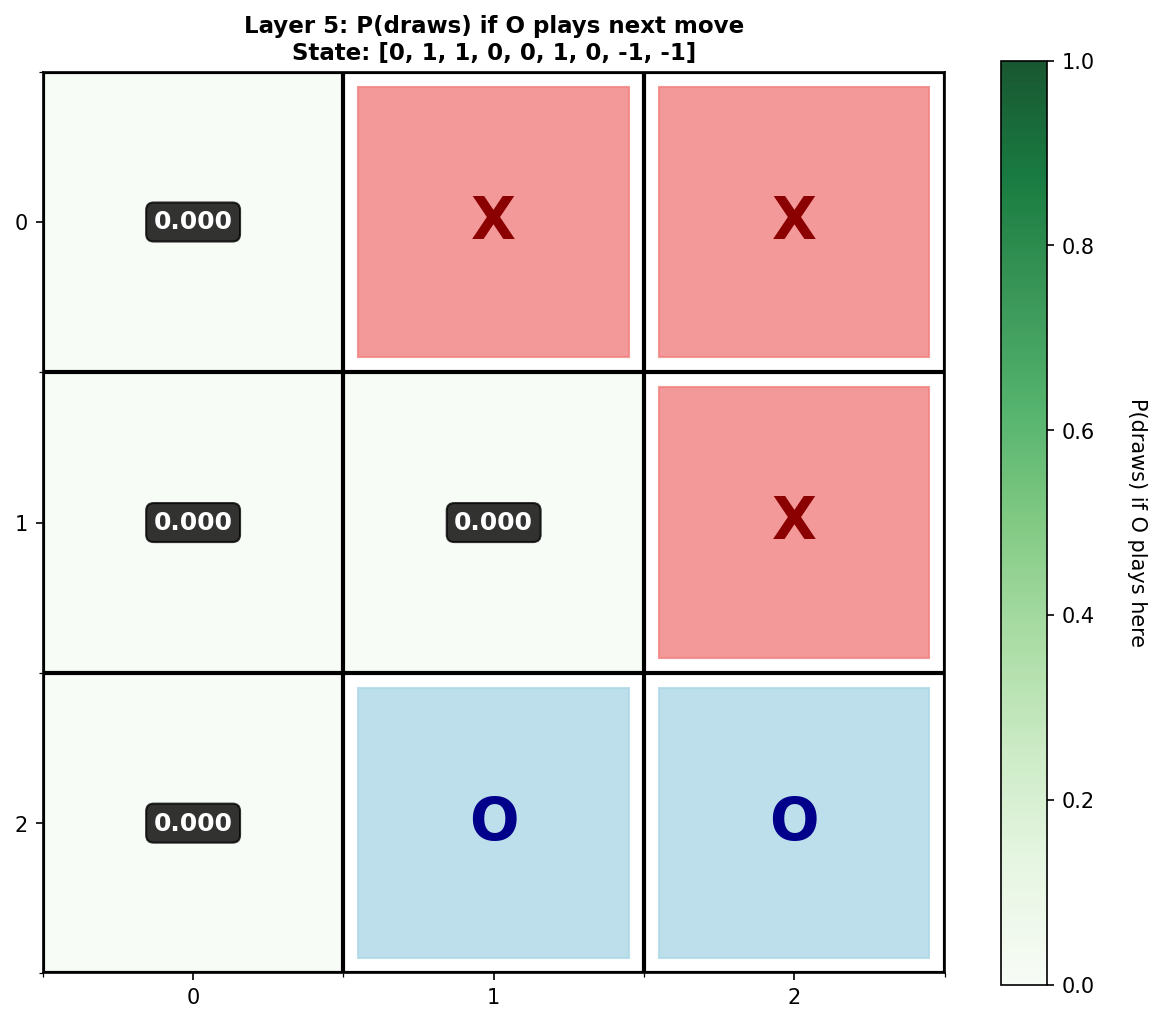 Layer 5: P(draws) if O plays next move
State: [0, 1, 1, 0, 0, 1, 0, -1, -1]
0 0.000 X X
1 0.000 0.000 X
2 0.000 O O
0 1 2
1.0
0.8
0.6
0.4
0.2
0.0
P(draws) if O plays here